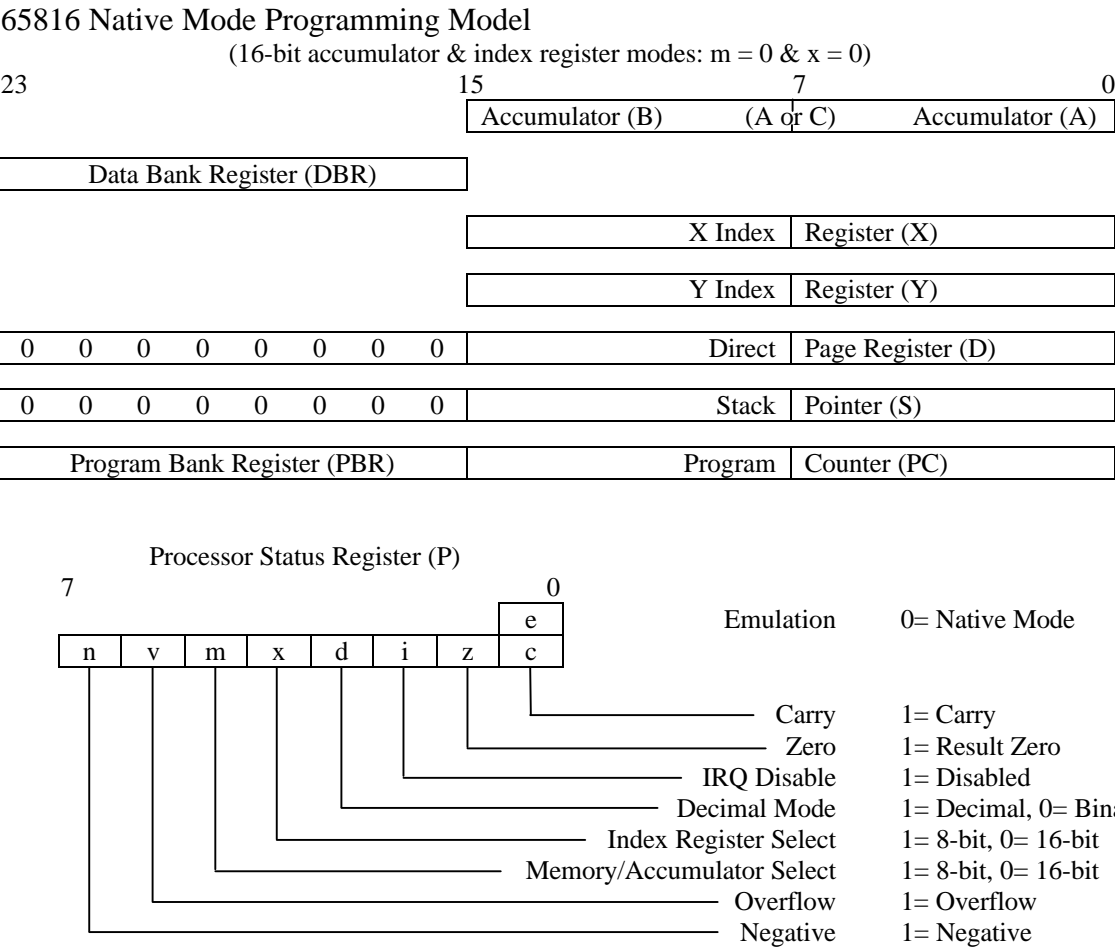 65816 Native Mode Programming Model
(16-bit accumulator & index register modes: m = 0 & x = 0)
23 15 7 0
Accumulator (B) (A or C) Accumulator (A)
Data Bank Register (DBR)
X Index Register (X)
Y Index Register (Y)
0 0 0 0 0 0 0 0 Direct Page Register (D)
0 0 0 0 0 0 0 0 Stack Pointer (S)
Program Bank Register (PBR) Program Counter (PC)
Processor Status Register (P)
7 0
e Emulation 0= Native Mode
n v m x d i z c
Carry 1= Carry
Zero 1= Result Zero
IRQ Disable 1= Disabled
Decimal Mode 1= Decimal, 0= Bina
Index Register Select 1= 8-bit, 0= 16-bit
Memory/Accumulator Select 1= 8-bit, 0= 16-bit
Overflow 1= Overflow
Negative 1= Negative